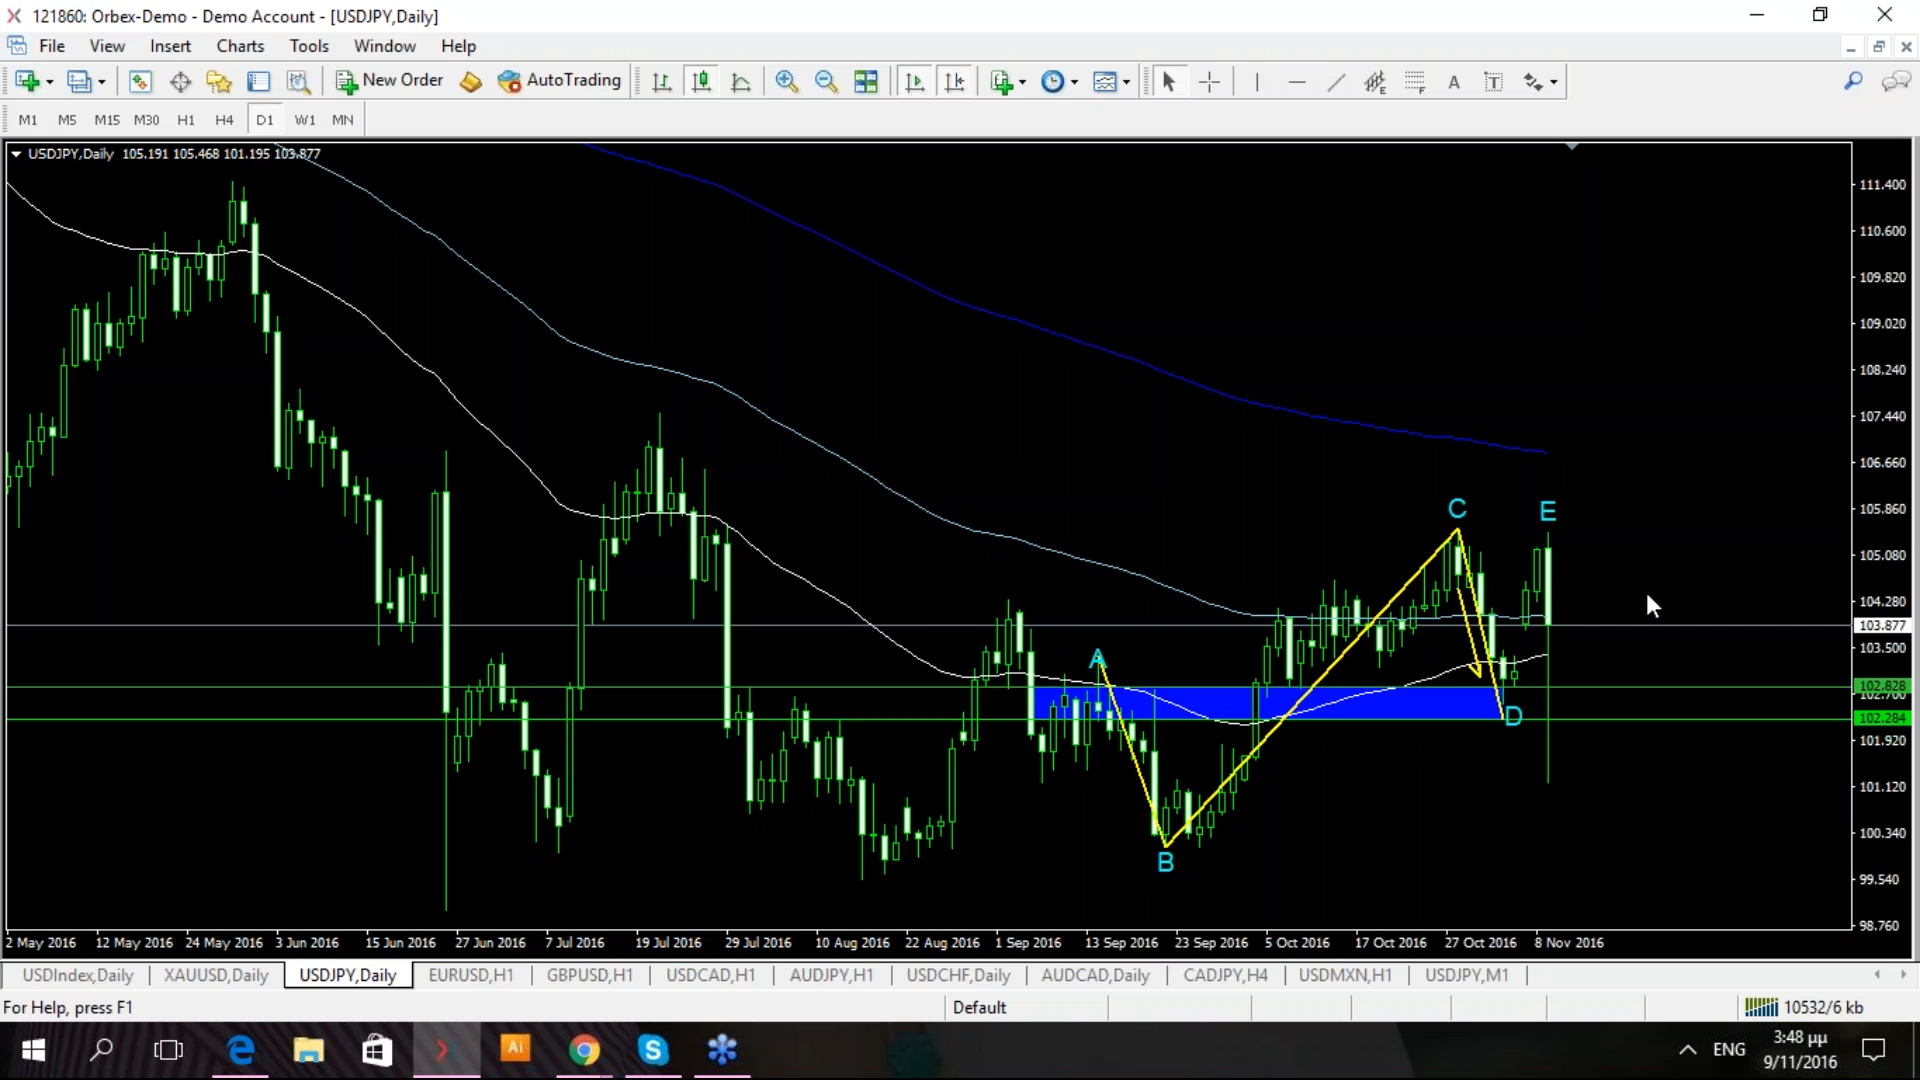 121860: Orbex-Demo - Demo Account - [USDJPY,Daily]
File View Insert Charts Tools Window Help
New Order AutoTrading
M1 M5 M15 M30 H1 H4 D1 W1 MN
USDJPY,Daily 105.191 105.468 101.195 103.877
111.400
110.600
109.820
109.020
108.240
107.440
106.660
105.860
105.080
104.280
103.877
103.500
102.828
102.700
102.284
101.920
101.120
100.340
99.540
98.760
C E
A
D
B
2 May 2016 12 May 2016 24 May 2016 3 Jun 2016 15 Jun 2016 27 Jun 2016 7 Jul 2016 19 Jul 2016 29 Jul 2016 10 Aug 2016 22 Aug 2016 1 Sep 2016 13 Sep 2016 23 Sep 2016 5 Oct 2016 17 Oct 2016 27 Oct 2016 8 Nov 2016
USDIndex,Daily XAUUSD,Daily USDJPY,Daily EURUSD,H1 GBPUSD,H1 USDCAD,H1 AUDJPY,H1 USDCHF,Daily AUDCAD,Daily CADJPY,H4 USDMXN,H1 USDJPY,M1
For Help, press F1 Default 10532/6 kb
Ai ENG 3:48 μμ
9/11/2016